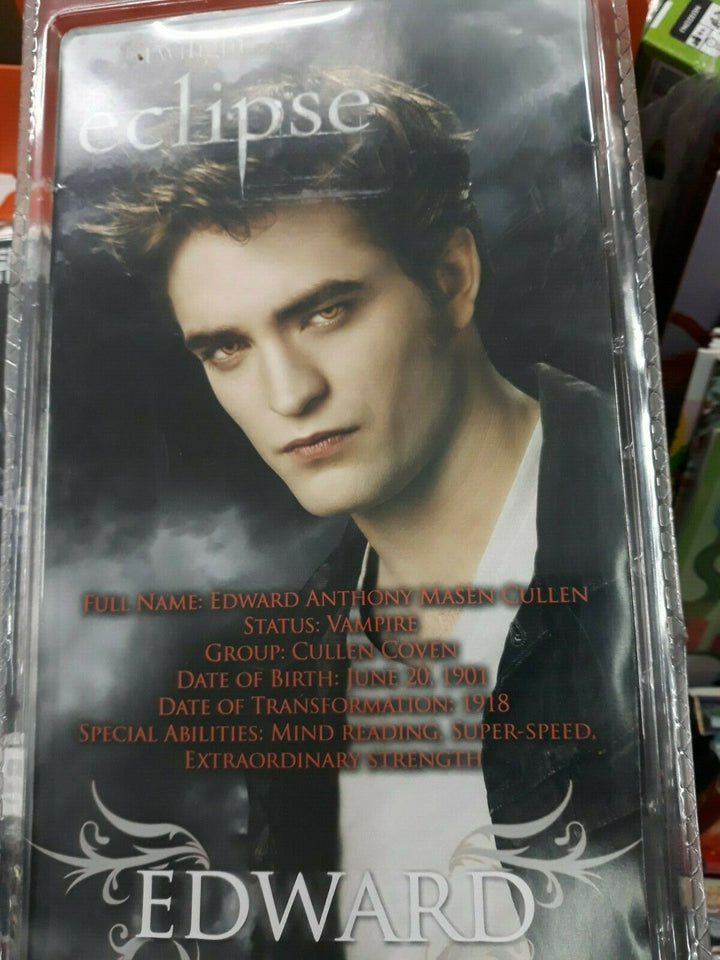 twilight
eclipse
FULL NAME: EDWARD ANTHONY MASEN CULLEN
STATUS: VAMPIRE
GROUP: CULLEN COVEN
DATE OF BIRTH: JUNE 20, 1901
DATE OF TRANSFORMATION: 1918
SPECIAL ABILITIES: MIND READING, SUPER-SPEED,
EXTRAORDINARY STRENGTH
EDWARD